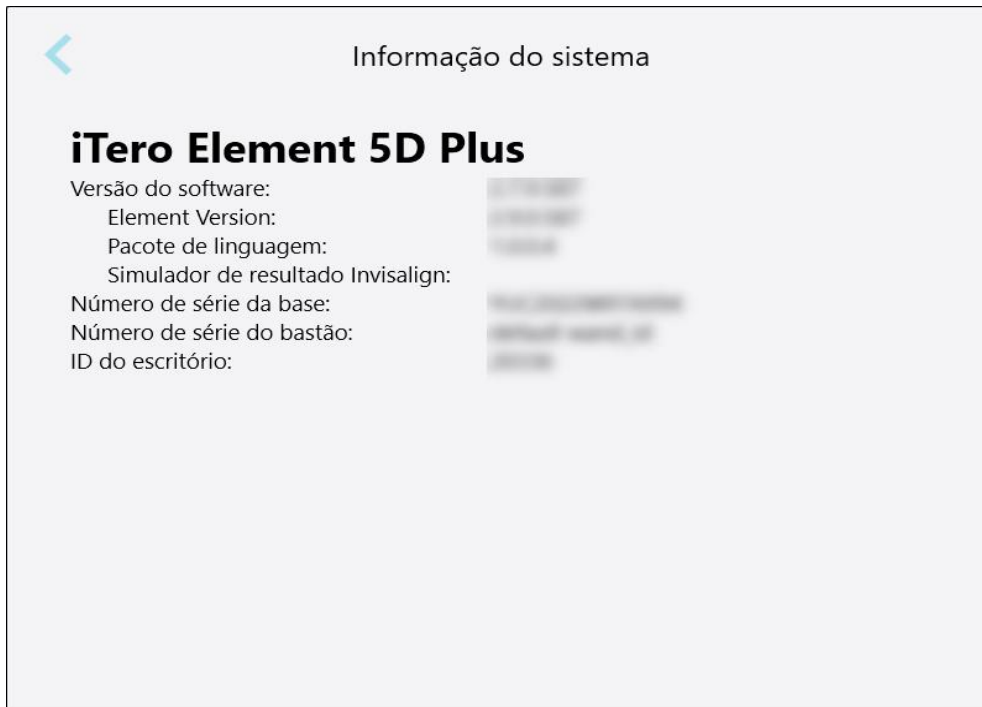 Informação do sistema
iTero Element 5D Plus
Versão do software:
Element Version:
Pacote de linguagem:
Simulador de resultado Invisalign:
Número de série da base:
Número de série do bastão:
ID do escritório: